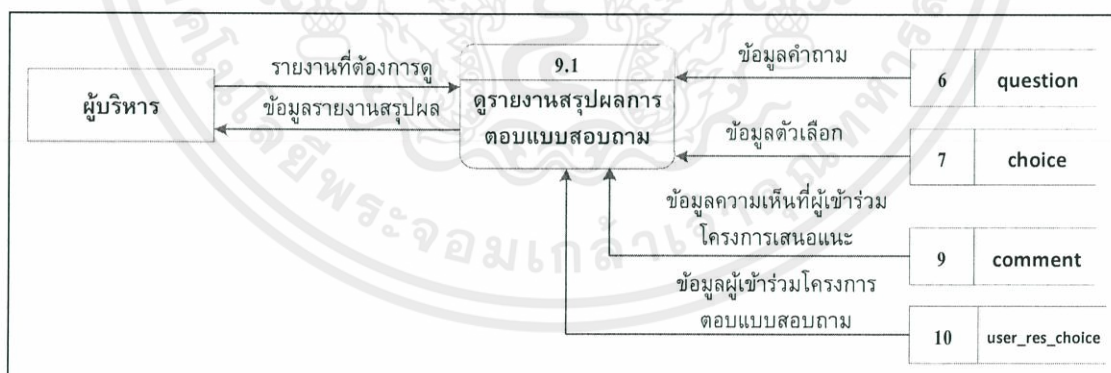 รายงานที่ต้องการดู
ผู้บริหาร
ข้อมูลรายงานสรุปผล
9.1
ดูรายงานสรุปผลการ
ตอบแบบสอบถาม
ข้อมูลคำถาม
6 question
ข้อมูลตัวเลือก
7 choice
ข้อมูลความเห็นที่ผู้เข้าร่วม
โครงการเสนอแนะ
9 comment
ข้อมูลผู้เข้าร่วมโครงการ
ตอบแบบสอบถาม
10 user_res_choice